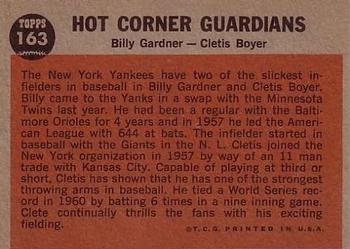 TOPPS
163
HOT CORNER GUARDIANS
Billy Gardner — Cletis Boyer
The New York Yankees have two of the slickest in-
fielders in baseball in Billy Gardner and Cletis Boyer.
Billy came to the Yanks in a swap with the Minnesota
Twins last year. He had been a regular with the Balti-
more Orioles for 4 years and in 1957 he led the Amer-
ican League with 644 at bats. The infielder started in
baseball with the Giants in the N. L. Cletis joined the
New York organization in 1957 by way of an 11 man
trade with Kansas City. Capable of playing at third or
short, Cletis has shown that he has one of the
strongest throwing arms in baseball. He tied a World Series rec-
ord in 1960 by batting 6 times in a nine inning game.
Clete continually thrills the fans with his exciting
fielding.
©T.C.G. PRINTED IN U.S.A.